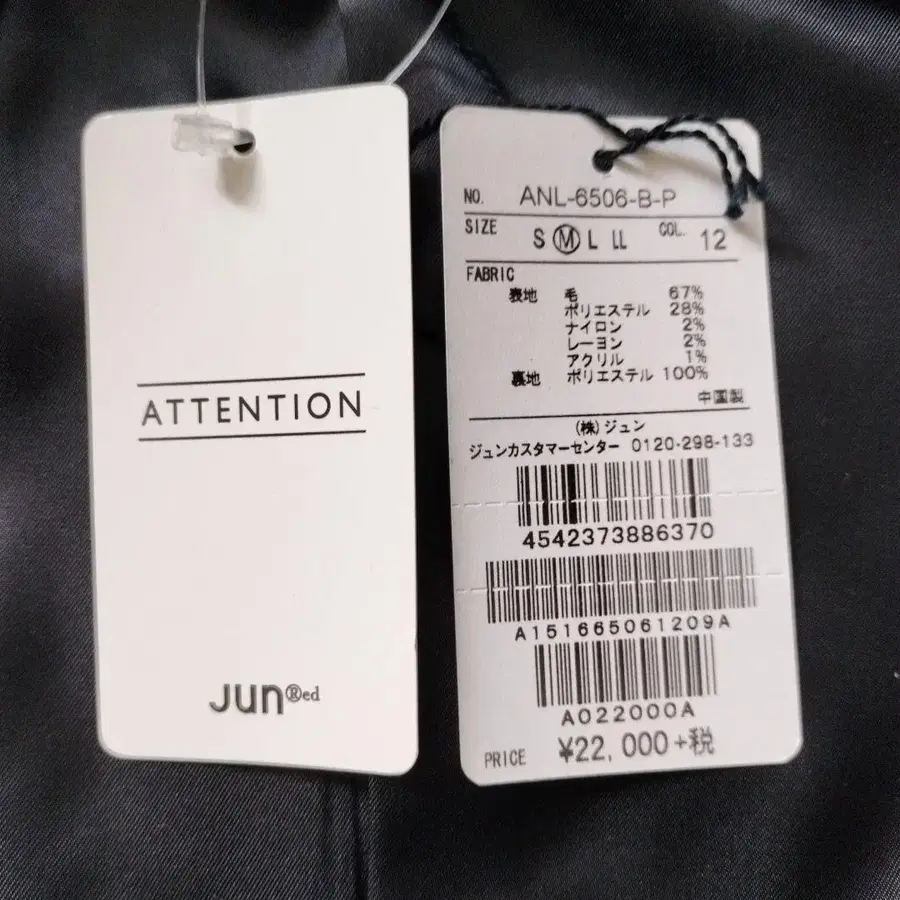 ATTENTION
Jun®ed
NO. ANL-6506-B-P
SIZE S M L LL COL. 12
FABRIC
表地 毛 67%
ポリエステル 28%
ナイロン 2%
レーヨン 2%
アクリル 1%
裏地 ポリエステル 100%
中国製
(株)ジュン
ジュンカスタマーセンター 0120-298-133
4542373886370
A151665061209A
A022000A
PRICE ¥22,000+税